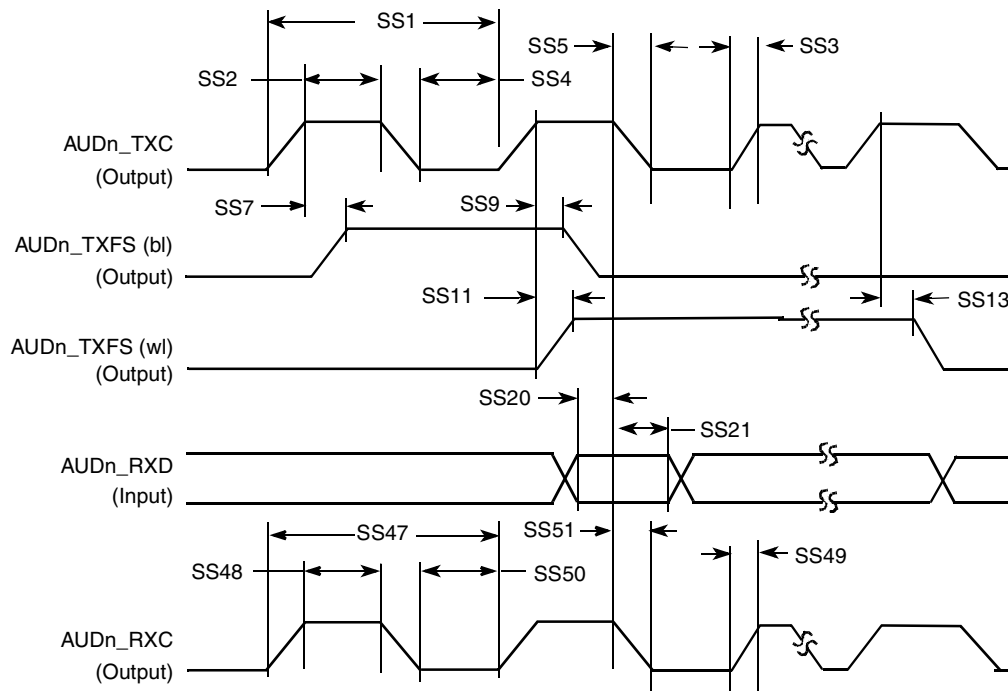 SS1
SS5
SS3
SS2
SS4
AUDn_TXC
(Output)
SS7
SS9
AUDn_TXFS (bl)
(Output)
SS11
SS13
AUDn_TXFS (wl)
(Output)
SS20
SS21
AUDn_RXD
(Input)
SS47
SS51
SS49
SS48
SS50
AUDn_RXC
(Output)